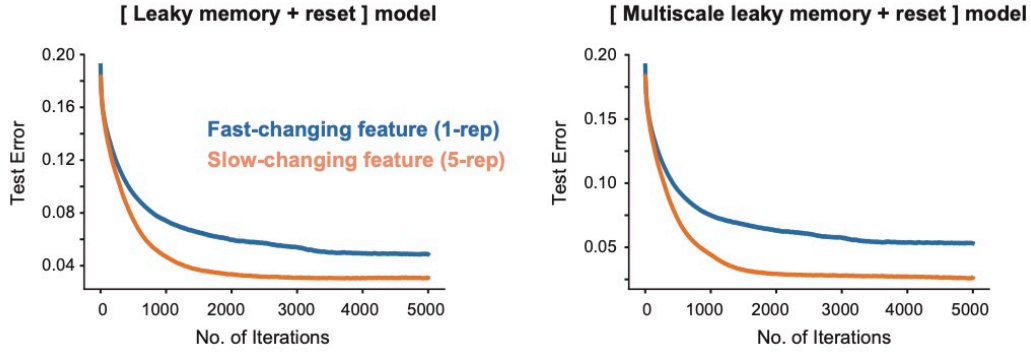 [ Leaky memory + reset ] model
0.20
0.16
0.12
0.08
0.04
Test Error
Fast-changing feature (1-rep)
Slow-changing feature (5-rep)
0 1000 2000 3000 4000 5000
No. of Iterations
[ Multiscale leaky memory + reset ] model
0.20
0.15
0.10
0.05
Test Error
0 1000 2000 3000 4000 5000
No. of Iterations